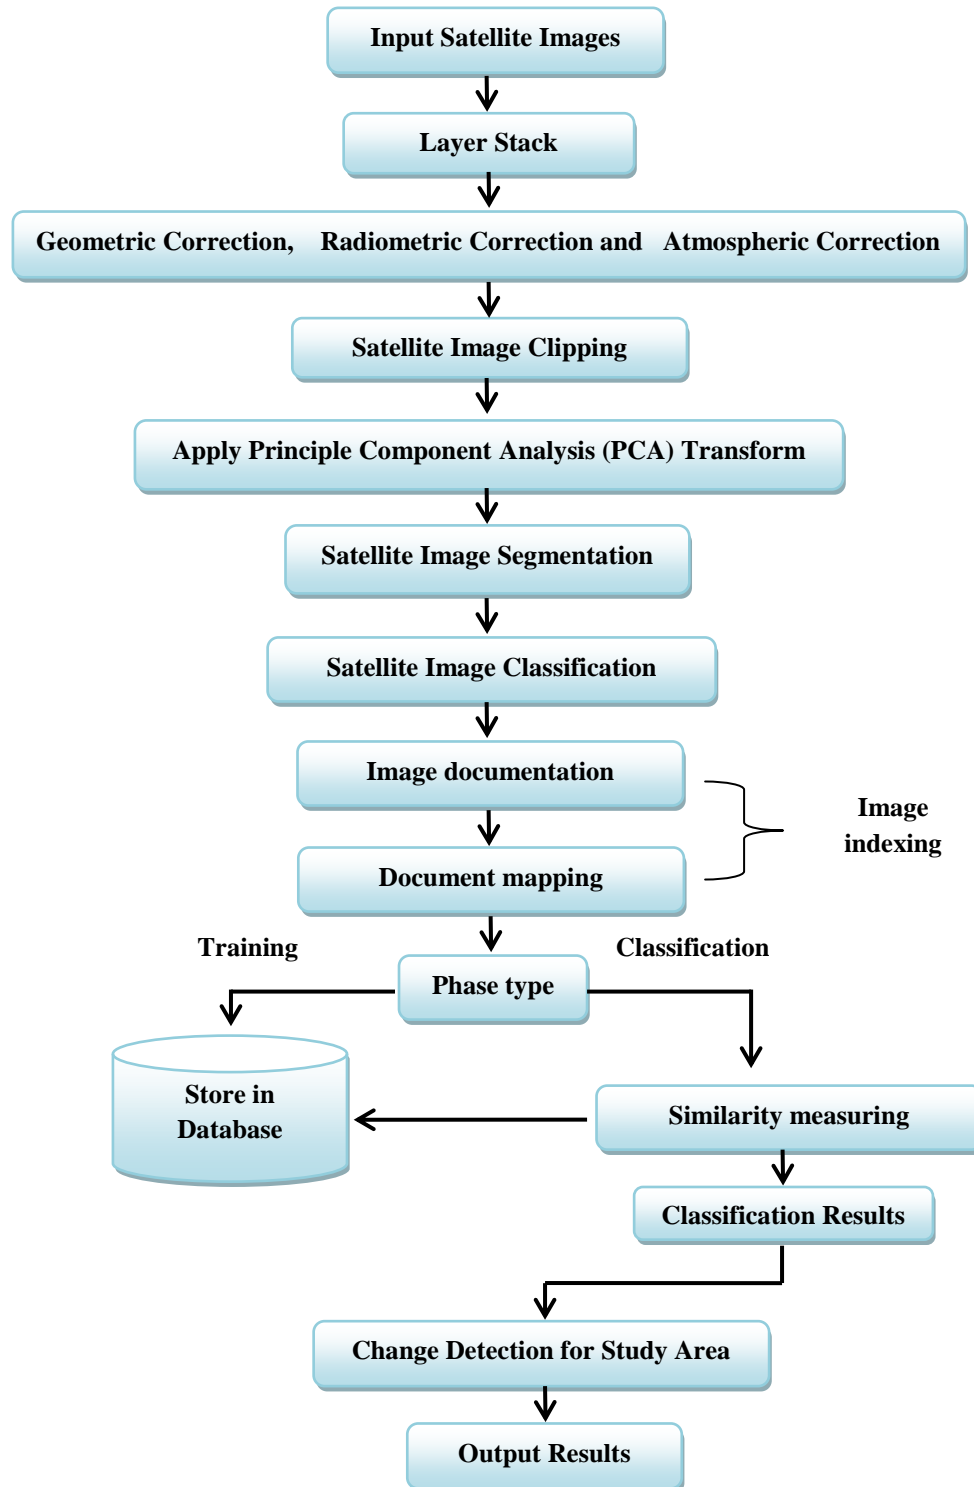 Input Satellite Images
Layer Stack
Geometric Correction, Radiometric Correction and Atmospheric Correction
Satellite Image Clipping
Apply Principle Component Analysis (PCA) Transform
Satellite Image Segmentation
Satellite Image Classification
Image documentation
Image
indexing
Document mapping
Training
Classification
Phase type
Store in
Database
Similarity measuring
Classification Results
Change Detection for Study Area
Output Results